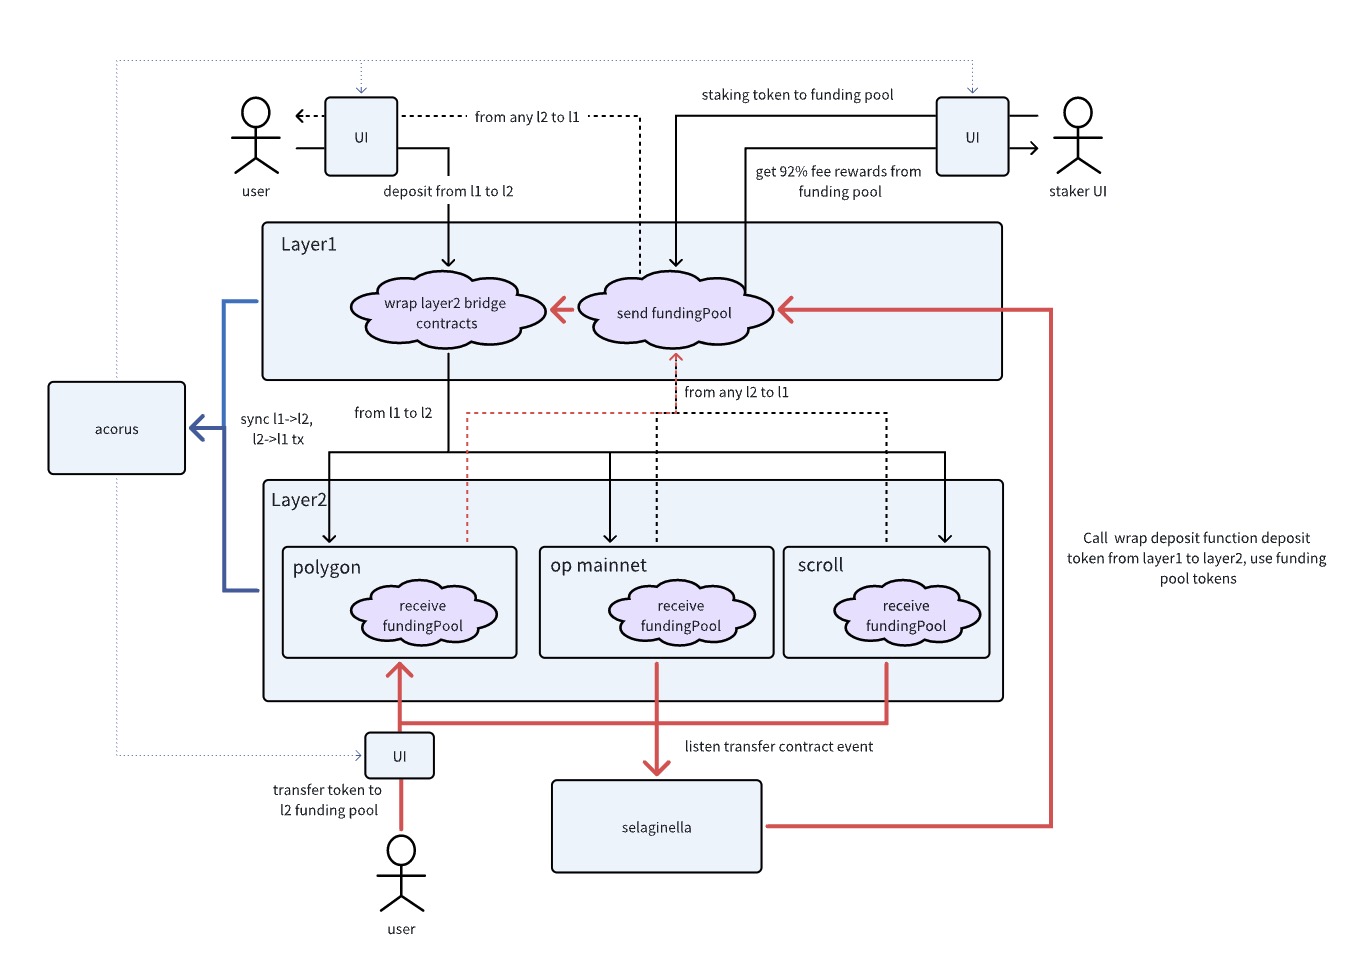 staking token to funding pool
from any l2 to l1
UI
UI
get 92% fee rewards from
funding pool
user
deposit from l1 to l2
staker UI
Layer1
wrap layer2 bridge
contracts
send fundingPool
from any l2 to l1
from l1 to l2
sync l1->l2,
l2->l1 tx
acorus
Layer2
polygon
op mainnet
scroll
receive
fundingPool
receive
fundingPool
receive
fundingPool
Call wrap deposit function deposit
token from layer1 to layer2, use funding
pool tokens
UI
listen transfer contract event
transfer token to
l2 funding pool
selaginella
user